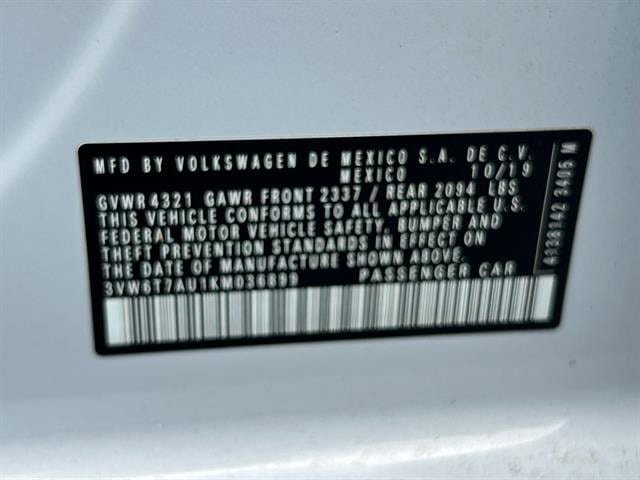 MFD BY VOLKSWAGEN DE MEXICO S.A. DE C.V.
MEXICO 10/19
GVWR 4321 GAWR FRONT 2337 / REAR 2094 LBS
THIS VEHICLE CONFORMS TO ALL APPLICABLE U.S.
FEDERAL MOTOR VEHICLE SAFETY, BUMPER AND
THEFT PREVENTION STANDARDS IN EFFECT ON
THE DATE OF MANUFACTURE SHOWN ABOVE.
3VW6T7AU1KM036899 PASSENGER CAR
3405 M